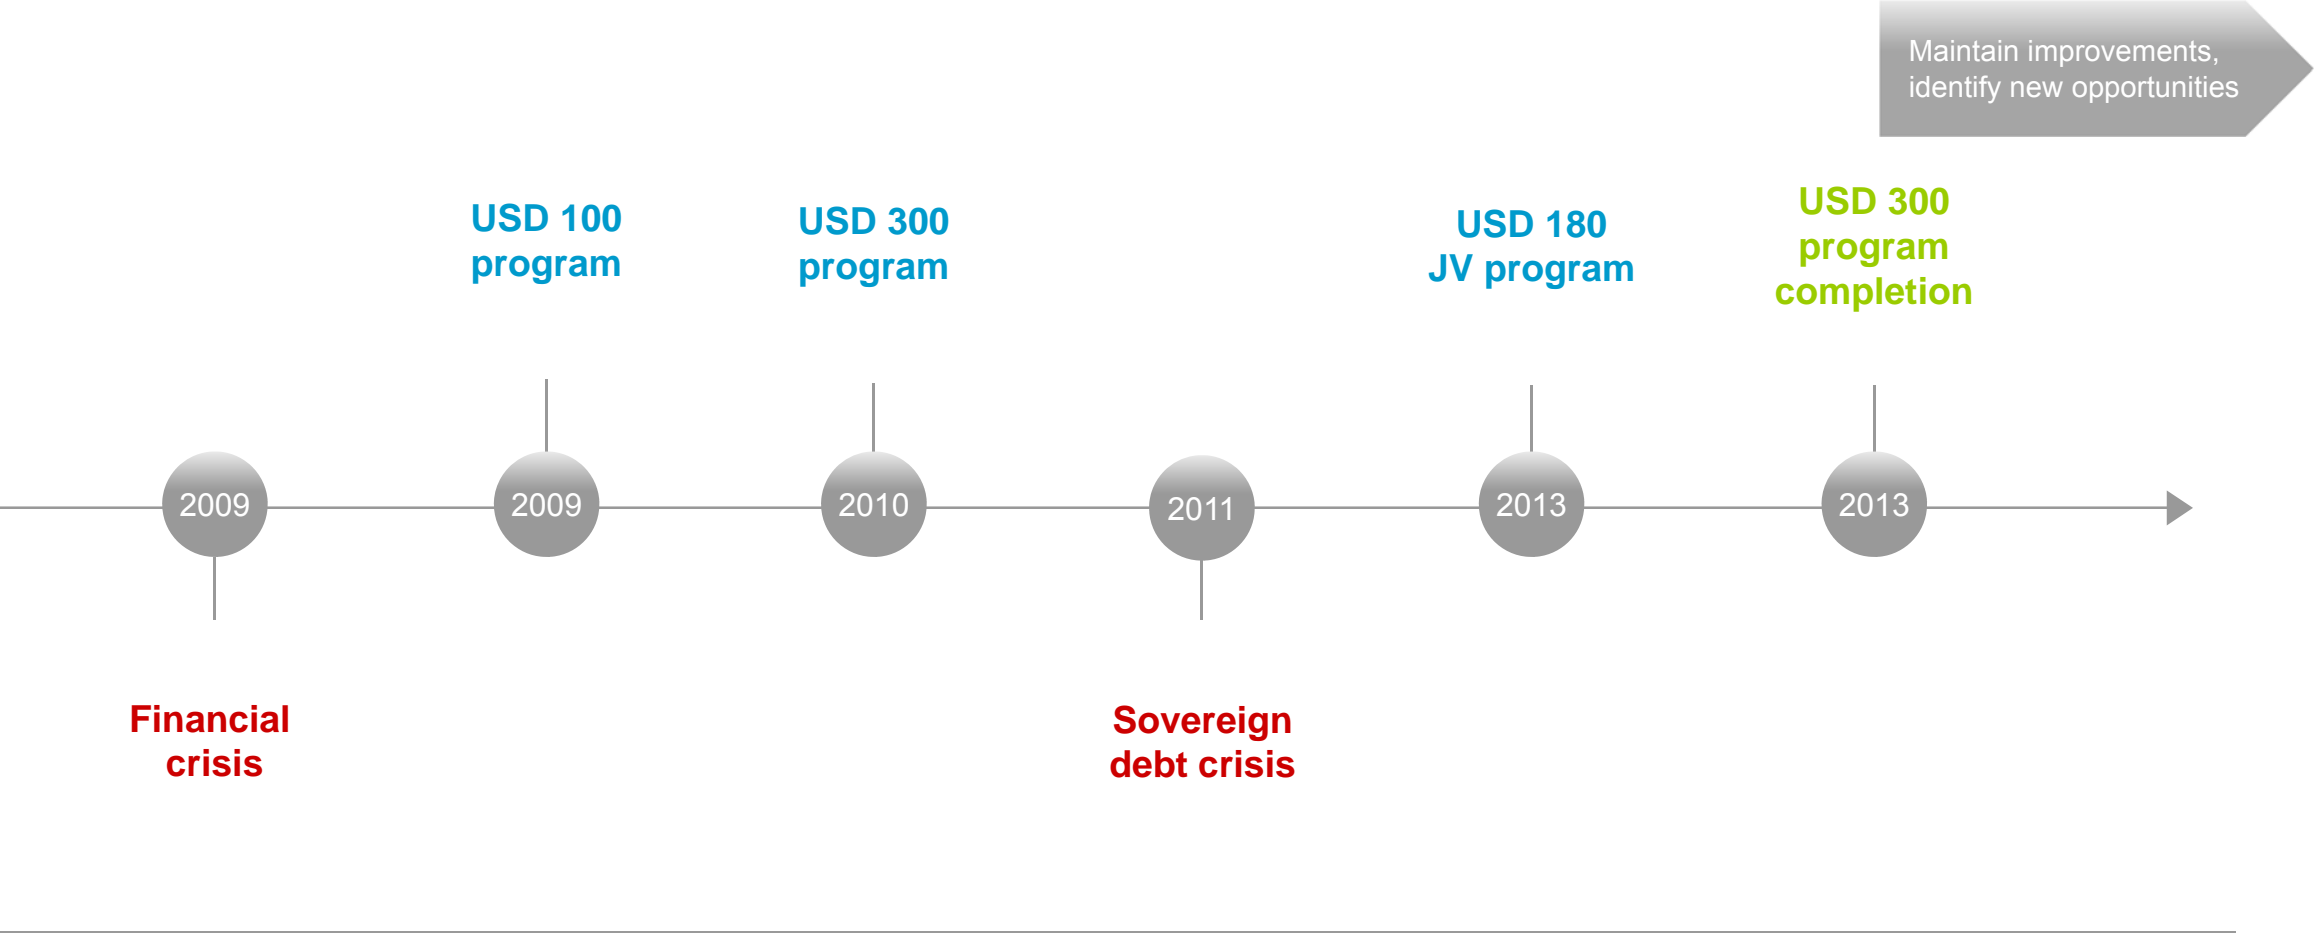 Maintain improvements,
identify new opportunities
USD 100
program
USD 300
program
USD 180
JV program
USD 300
program
completion
2009
2009
2010
2011
2013
2013
Financial
crisis
Sovereign
debt crisis